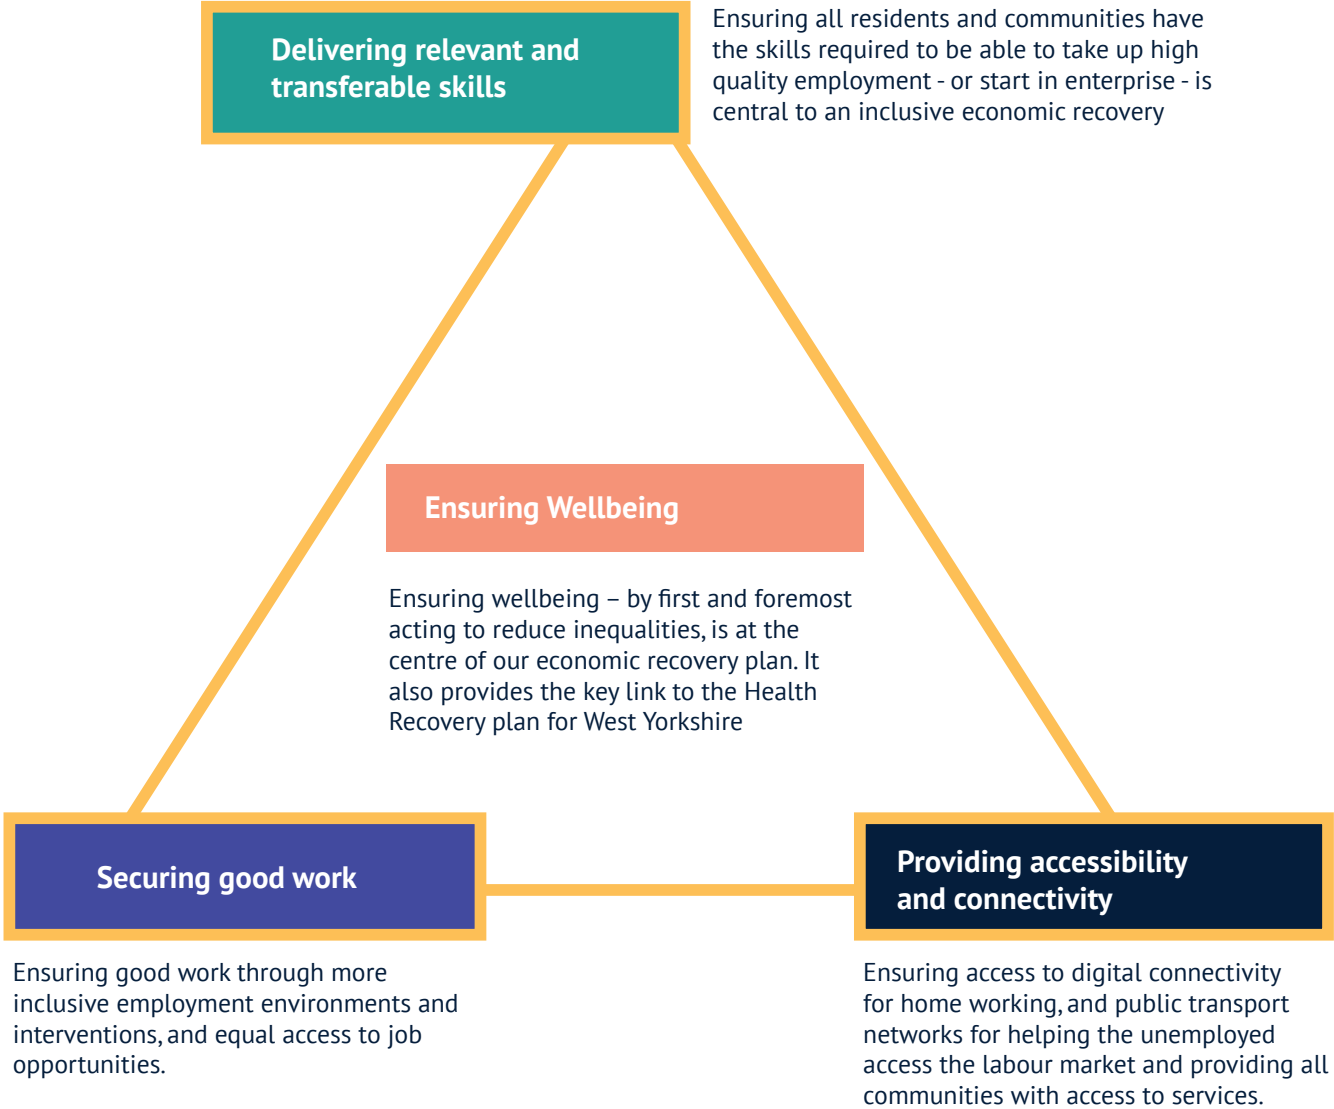 Delivering relevant and
transferable skills
Ensuring all residents and communities have
the skills required to be able to take up high
quality employment - or start in enterprise - is
central to an inclusive economic recovery
Ensuring Wellbeing
Ensuring wellbeing – by first and foremost
acting to reduce inequalities, is at the
centre of our economic recovery plan. It
also provides the key link to the Health
Recovery plan for West Yorkshire
Securing good work
Ensuring good work through more
inclusive employment environments and
interventions, and equal access to job
opportunities.
Providing accessibility
and connectivity
Ensuring access to digital connectivity
for home working, and public transport
networks for helping the unemployed
access the labour market and providing all
communities with access to services.